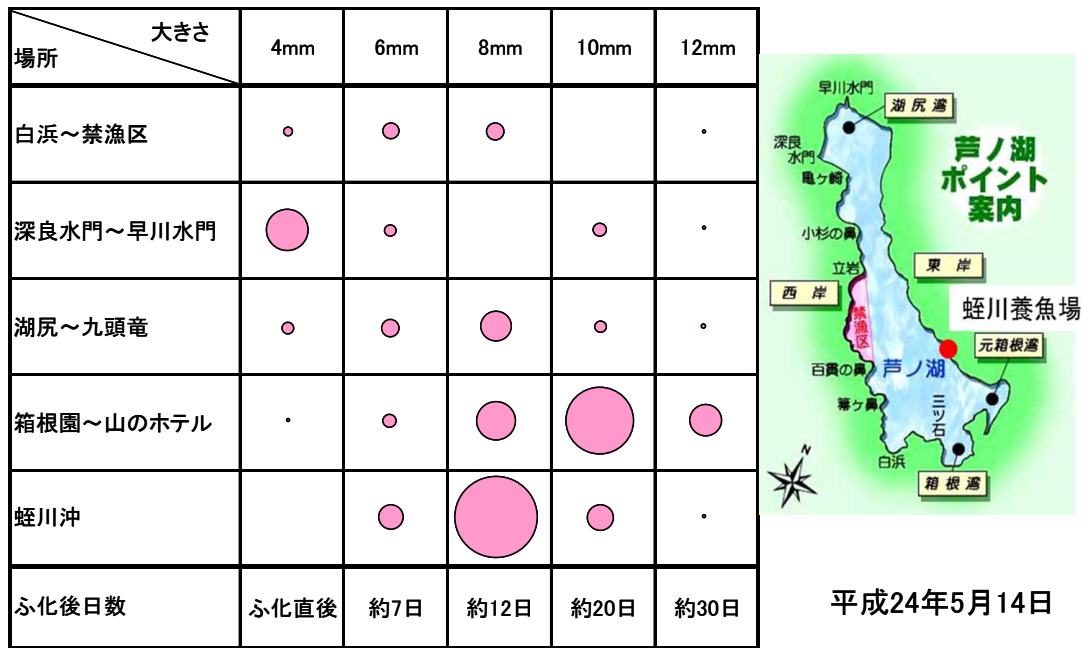 大きさ
場所
4mm
6mm
8mm
10mm
12mm
白浜～禁漁区
深良水門～早川水門
湖尻～九頭竜
箱根園～山のホテル
蛭川沖
ふ化後日数
ふ化直後
約7日
約12日
約20日
約30日
早川水門
湖尻湾
深良
水門
亀ヶ崎
芦ノ湖
ポイント
案内
小杉の鼻
立岩
東岸
西岸
禁漁区
蛭川養魚場
元箱根湾
百貫の鼻
芦ノ湖
箒ヶ鼻
三ツ石
白浜
箱根湾
N
平成24年5月14日